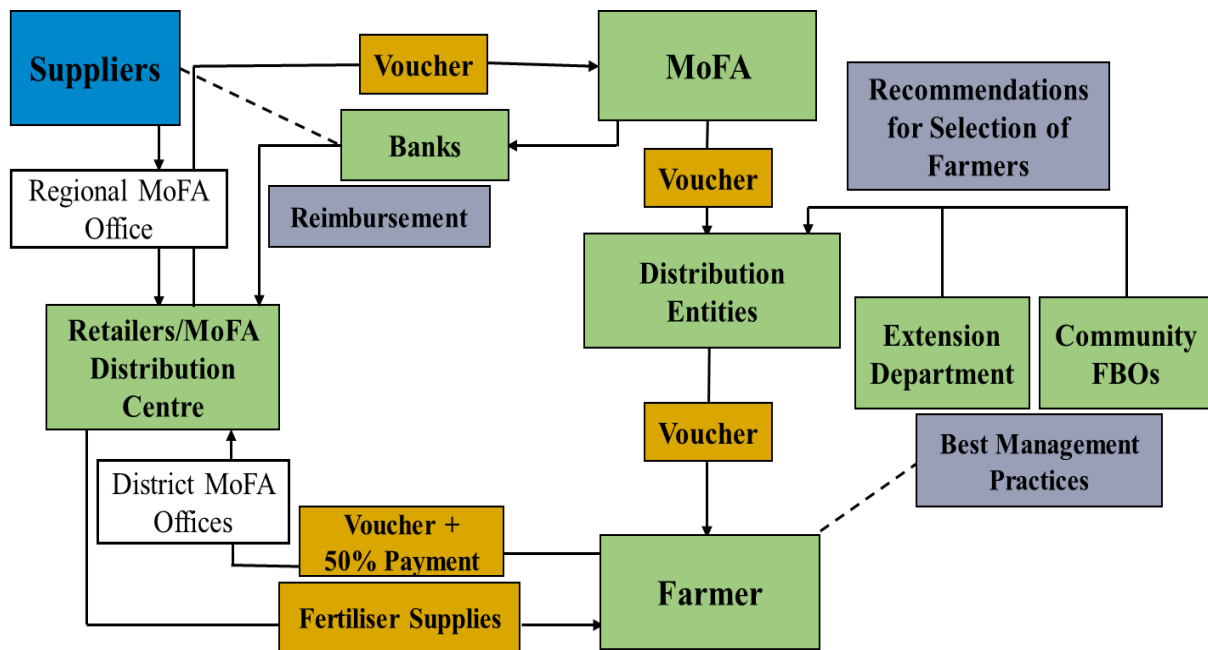 Suppliers
Voucher
MoFA
Recommendations
for Selection of
Farmers
Banks
Voucher
Regional MoFA
Office
Reimbursement
Distribution
Entities
Retailers/MoFA
Distribution
Centre
Extension
Department
Community
FBOs
Voucher
Best Management
Practices
District MoFA
Offices
Voucher +
50% Payment
Farmer
Fertiliser Supplies